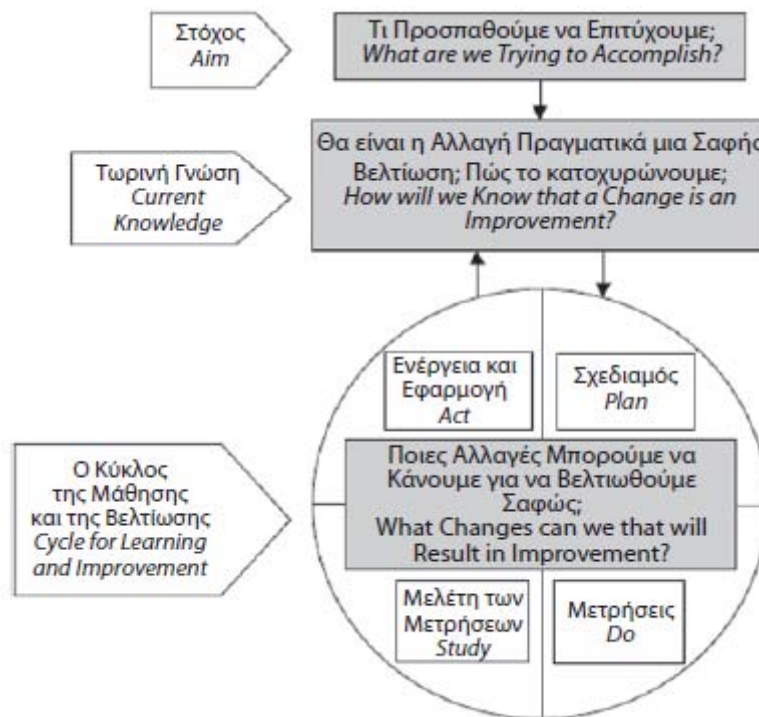 Στόχος
Aim
Τι Προσπαθούμε να Επιτύχουμε;
What are we Trying to Accomplish?
Τωρινή Γνώση
Current
Knowledge
Θα είναι η Αλλαγή Πραγματικά μια Σαφής
Βελτίωση; Πώς το κατοχυρώνουμε;
How will we Know that a Change is an
Improvement?
Ενέργεια και
Εφαρμογή
Act
Σχεδιαμός
Plan
Ο Κύκλος
της Μάθησης
και της Βελτίωσης
Cycle for Learning
and Improvement
Ποιες Αλλαγές Μπορούμε να
Κάνουμε για να Βελτιωθούμε
Σαφώς;
What Changes can we that will
Result in Improvement?
Μελέτη των
Μετρήσεων
Study
Μετρήσεις
Do